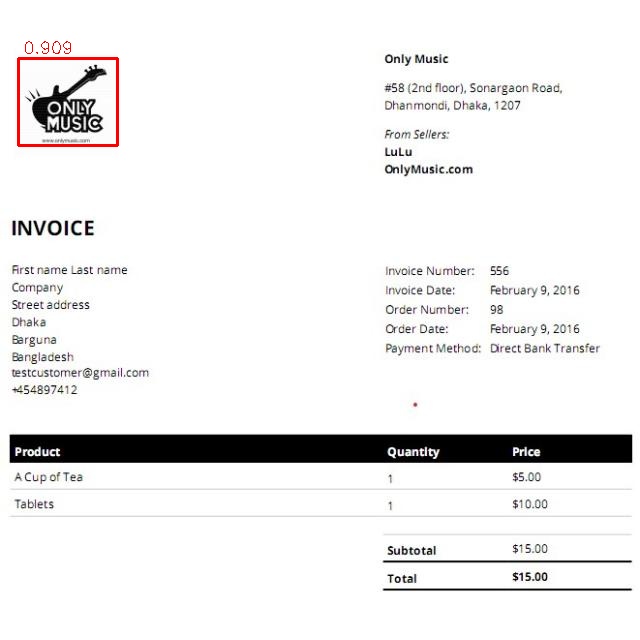 0.909
ONLY
MUSIC
www.onlymusic.com
Only Music
#58 (2nd floor), Sonargaon Road,
Dhanmondi, Dhaka, 1207
From Sellers:
LuLu
OnlyMusic.com
INVOICE
First name Last name
Company
Street address
Dhaka
Barguna
Bangladesh
testcustomer@gmail.com
+454897412
Invoice Number: 556
Invoice Date: February 9, 2016
Order Number: 98
Order Date: February 9, 2016
Payment Method: Direct Bank Transfer
Product Quantity Price
A Cup of Tea 1 $5.00
Tablets 1 $10.00
Subtotal $15.00
Total $15.00